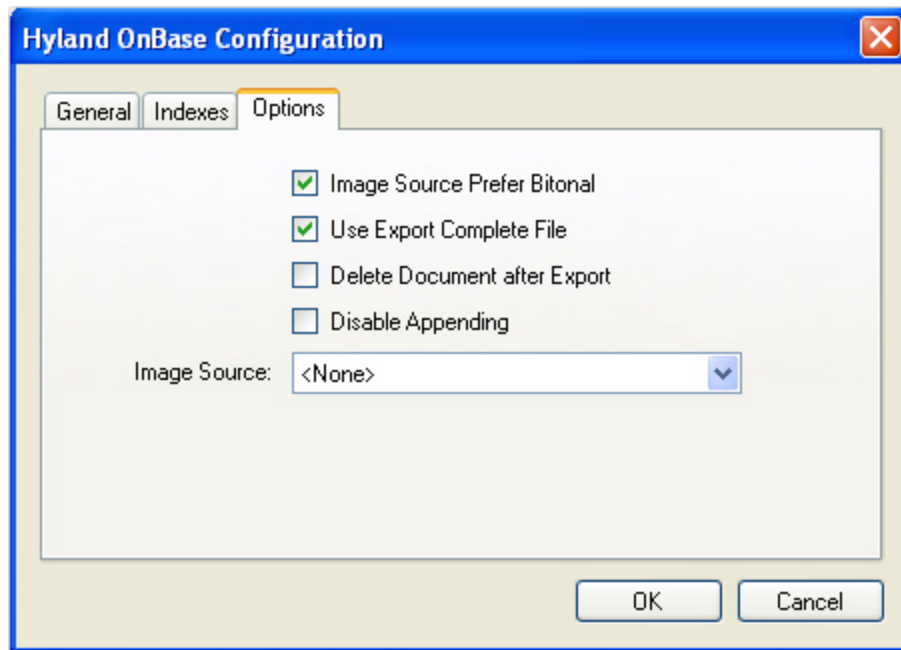 Hyland OnBase Configuration
General Indexes Options
Image Source Prefer Bitonal
Use Export Complete File
Delete Document after Export
Disable Appending
Image Source: <None>
OK Cancel